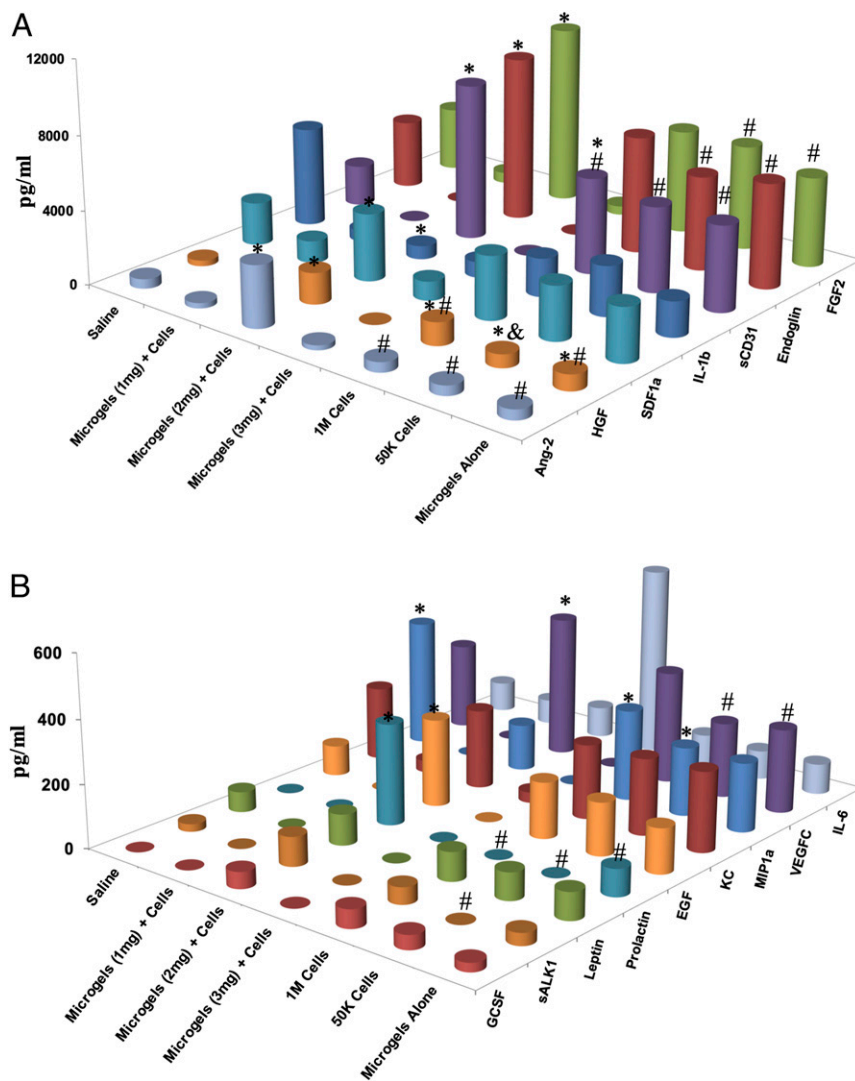 A
12000
8000
4000
0
pg/ml
* * *
*
#
# # #
# # #
*
*
* *
*#
*&
*#
# # #
Saline
Microgels (1mg) + Cells
Microgels (2mg) + Cells
Microgels (3mg) + Cells
1M Cells
50K Cells
Microgels Alone
Ang-2
HGF
SDF1a
IL-1b
sCD31
Endoglin
FGF2
B
600
400
200
0
pg/ml
* *
* *
* *
# #
# # #
#
Saline
Microgels (1mg) + Cells
Microgels (2mg) + Cells
Microgels (3mg) + Cells
1M Cells
50K Cells
Microgels Alone
GCSF
sALK1
Leptin
Prolactin
EGF
KC
MIP1a
VEGFC
IL-6